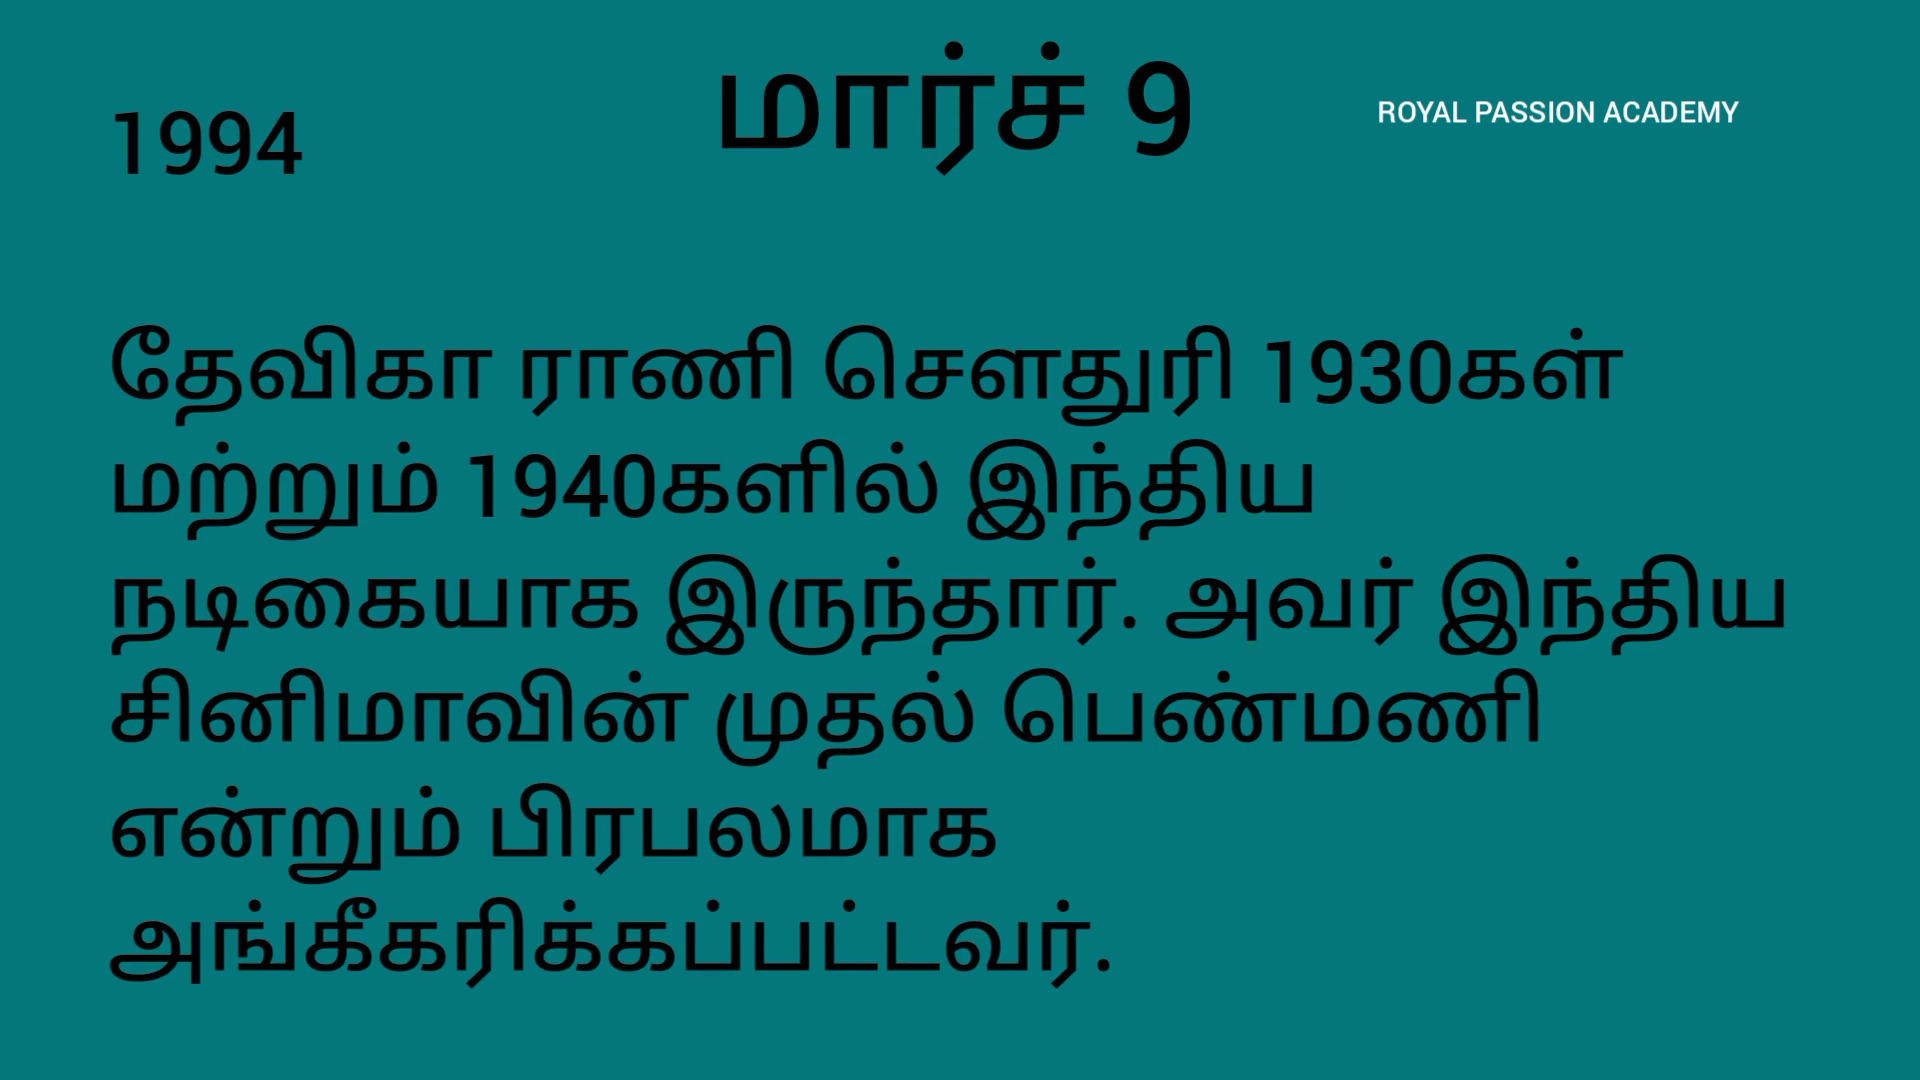 1994
மார்ச் 9
ROYAL PASSION ACADEMY
தேவிகா ராணி சௌதுரி 1930கள்
மற்றும் 1940களில் இந்திய
நடிகையாக இருந்தார். அவர் இந்திய
சினிமாவின் முதல் பெண்மணி
என்றும் பிரபலமாக
அங்கீகரிக்கப்பட்டவர்.